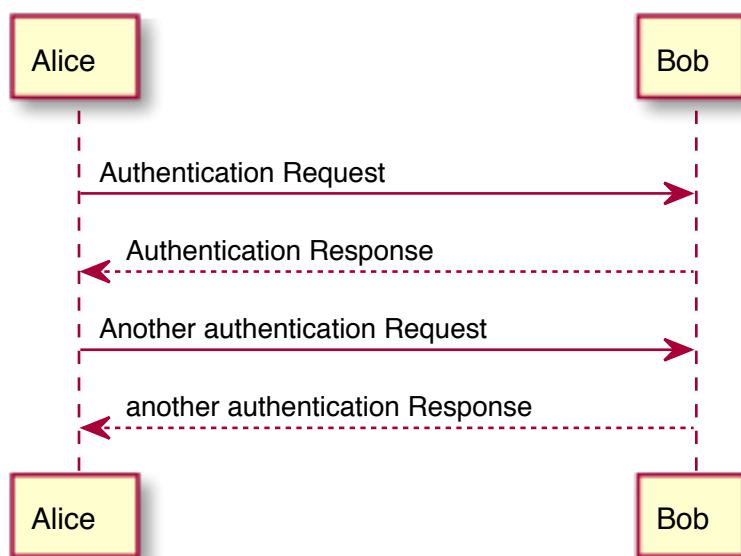 Alice
Bob
Authentication Request
Authentication Response
Another authentication Request
another authentication Response
Alice
Bob